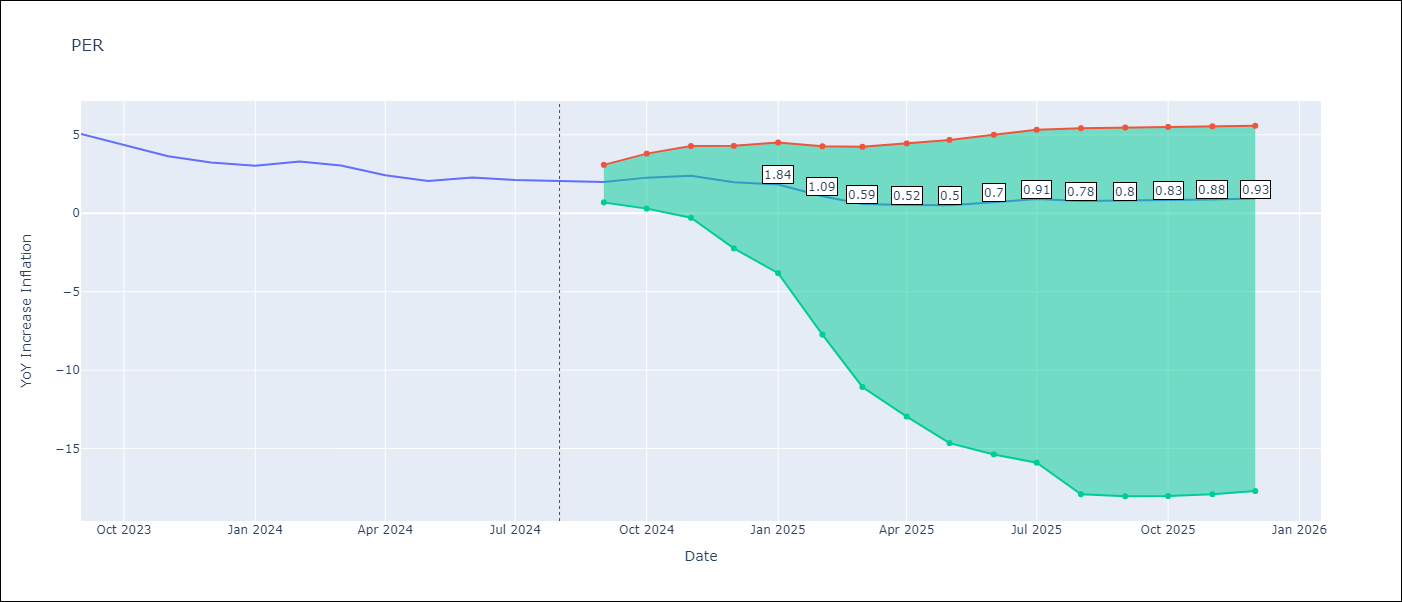 PER
YoY Increase Inflation
5
0
−5
−10
−15
1.84
1.09
0.59
0.52
0.5
0.7
0.91
0.78
0.8
0.83
0.88
0.93
Oct 2023
Jan 2024
Apr 2024
Jul 2024
Oct 2024
Jan 2025
Apr 2025
Jul 2025
Oct 2025
Jan 2026
Date